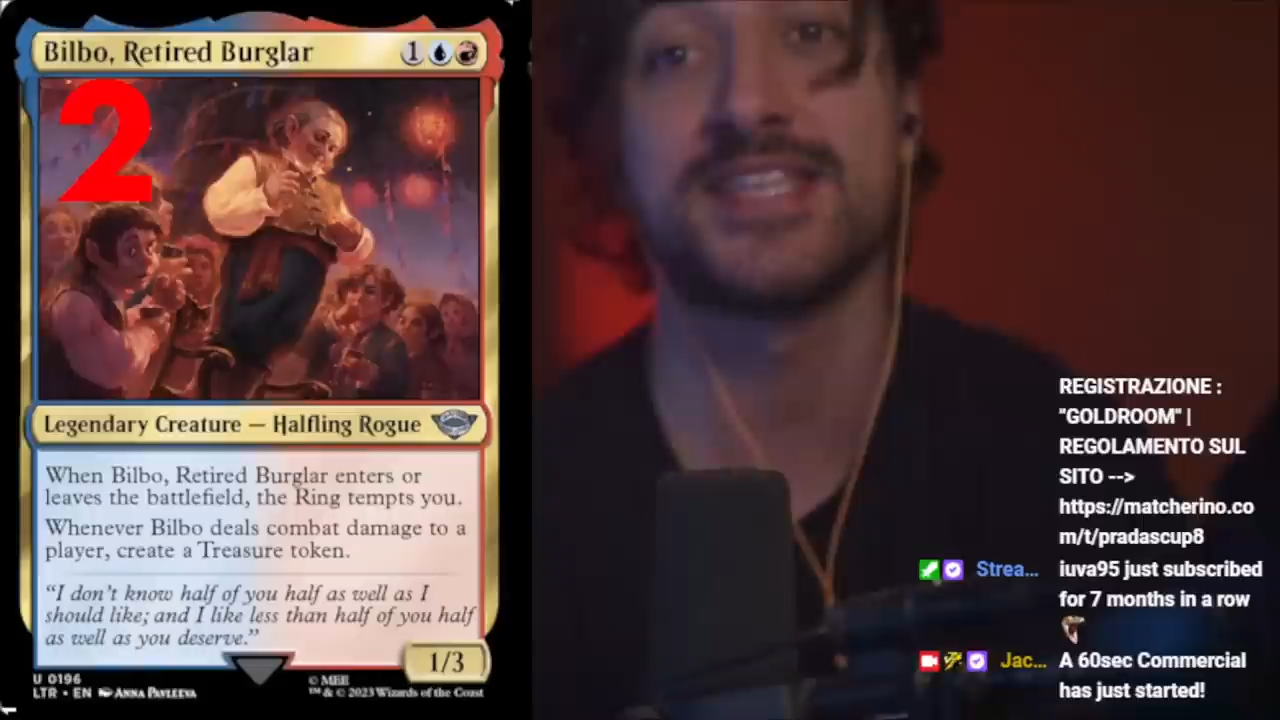 Bilbo, Retired Burglar 1
2
Legendary Creature — Halfling Rogue
When Bilbo, Retired Burglar enters or
leaves the battlefield, the Ring tempts you.
Whenever Bilbo deals combat damage to a
player, create a Treasure token.
“I don't know half of you half as well as I
should like; and I like less than half of you half
as well as you deserve.”
1/3
U 0196
LTR • EN Anna Pavleeva
© MEE
™ & © 2023 Wizards of the Coast
REGISTRAZIONE :
"GOLDROOM" |
REGOLAMENTO SUL
SITO -->
https://matcherino.co
m/t/pradascup8
Strea... iuva95 just subscribed
for 7 months in a row
Jac... A 60sec Commercial
has just started!